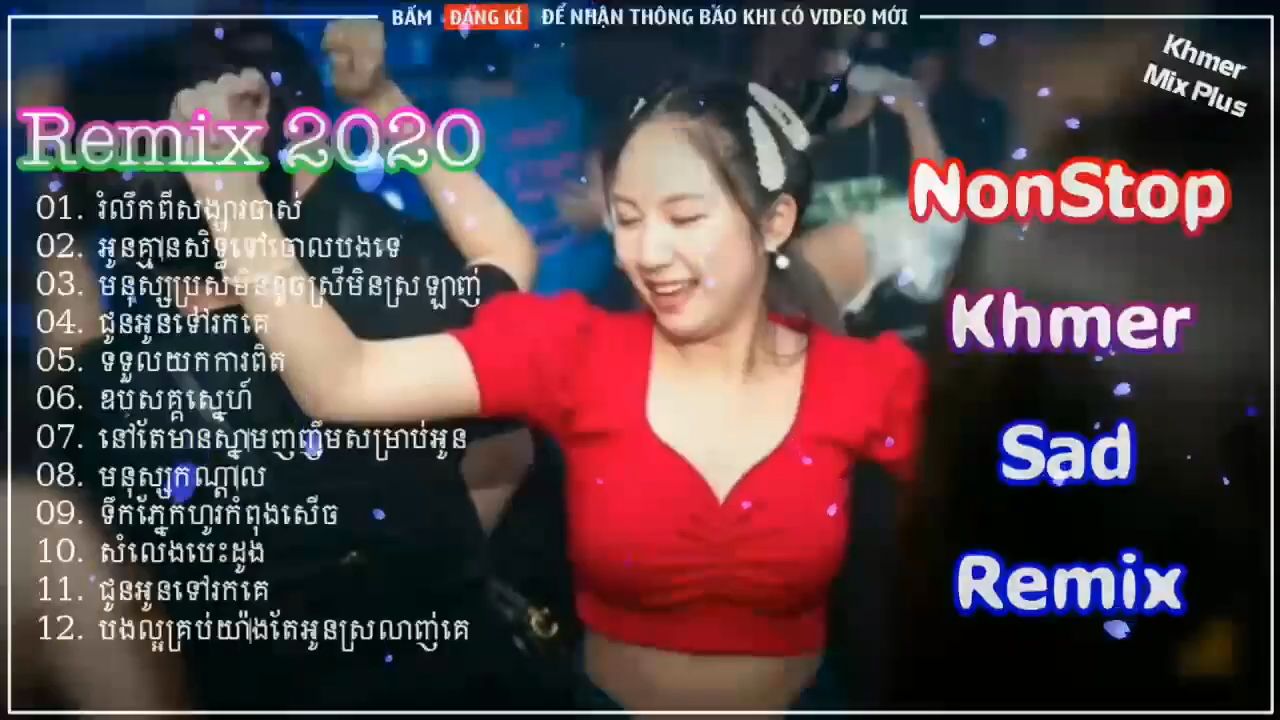 BẤM ĐĂNG KÍ ĐỂ NHẬN THÔNG BÁO KHI CÓ VIDEO MỚI
Khmer
Mix Plus
Remix 2020
01. រំលឹកពីសង្សារចាស់
02. អូនគ្មានសិទ្ធទៅចោលបងទេ
03. មនុស្សប្រុសមិនខូចស្រីមិនស្រឡាញ់
04. ជូនអូនទៅរកគេ
05. ទទួលយកការពិត
06. ឧបសគ្គស្នេហ៍
07. នៅតែមានស្នាមញញឹមសម្រាប់អូន
08. មនុស្សកណ្តាល
09. ទឹកភ្នែកហូរកំពុងសើច
10. សំលេងបេះដូង
11. ជូនអូនទៅរកគេ
12. បងល្អគ្រប់យ៉ាងតែអូនស្រលាញ់គេ
NonStop
Khmer
Sad
Remix